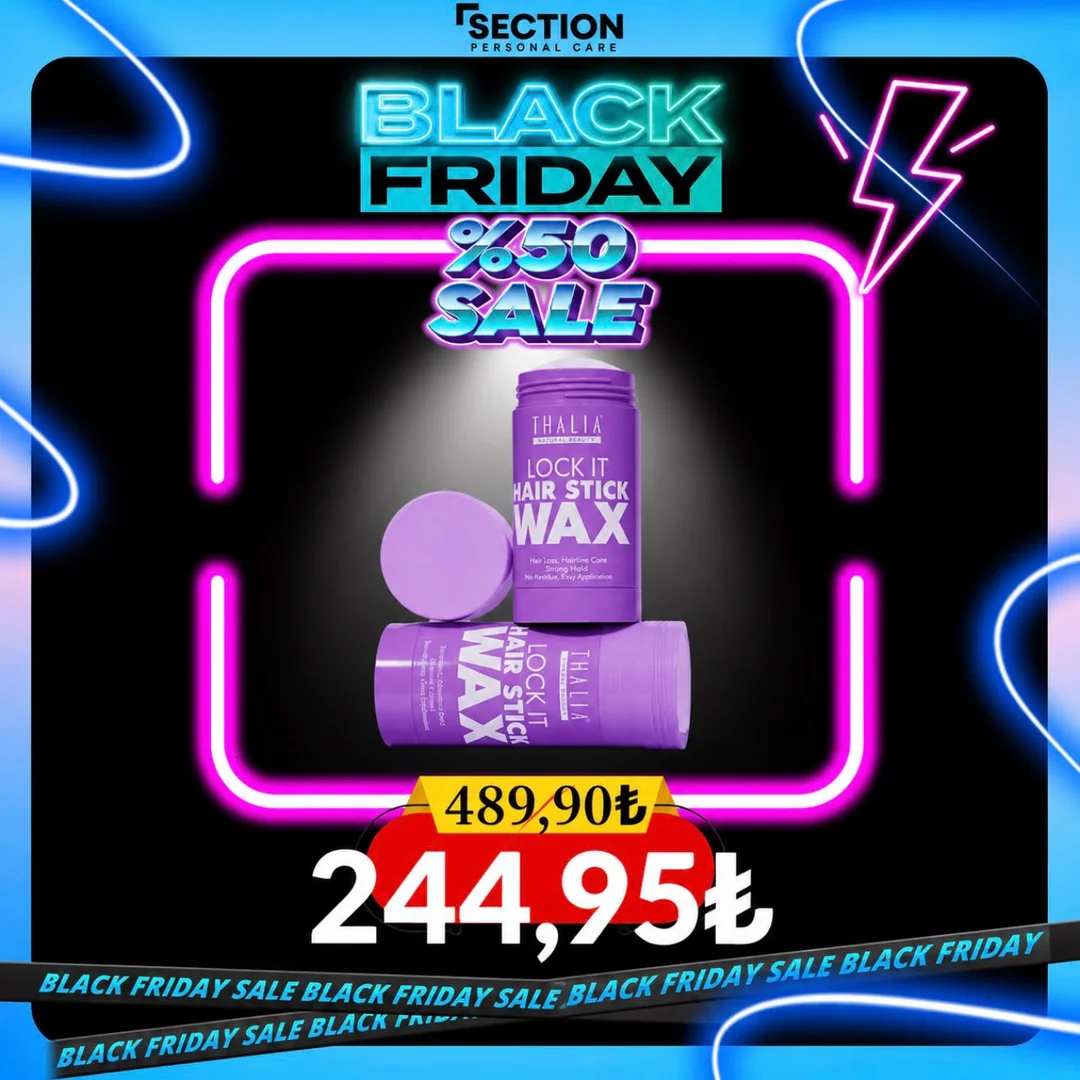 SECTION
PERSONAL CARE
BLACK
FRIDAY
%50
SALE
THALIA
NATURAL BEAUTY
LOCK IT
HAIR STICK
WAX
Hair Loss, Hairline Care
Strong Hold
No Residue, Easy Application
THALIA
LOCK IT
HAIR STICK
WAX
489,90₺
244,95₺
BLACK FRIDAY SALE BLACK FRIDAY SALE BLACK FRIDAY SALE BLACK FRIDAY
BLACK FRIDAY SALE BLACK FRIDAY